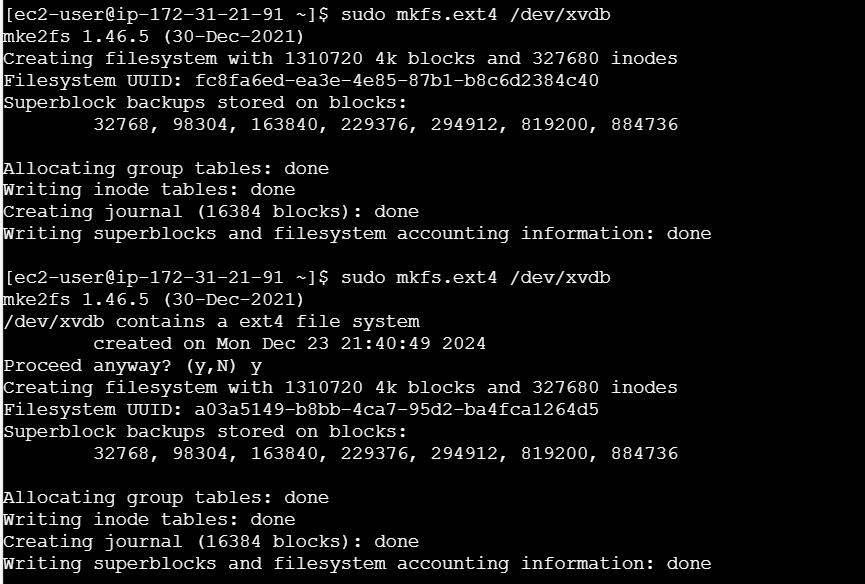 [ec2-user@ip-172-31-21-91 ~]$ sudo mkfs.ext4 /dev/xvdb
mke2fs 1.46.5 (30-Dec-2021)
Creating filesystem with 1310720 4k blocks and 327680 inodes
Filesystem UUID: fc8fa6ed-ea3e-4e85-87b1-b8c6d2384c40
Superblock backups stored on blocks:
        32768, 98304, 163840, 229376, 294912, 819200, 884736
Allocating group tables: done
Writing inode tables: done
Creating journal (16384 blocks): done
Writing superblocks and filesystem accounting information: done
[ec2-user@ip-172-31-21-91 ~]$ sudo mkfs.ext4 /dev/xvdb
mke2fs 1.46.5 (30-Dec-2021)
/dev/xvdb contains a ext4 file system
        created on Mon Dec 23 21:40:49 2024
Proceed anyway? (y,N) y
Creating filesystem with 1310720 4k blocks and 327680 inodes
Filesystem UUID: a03a5149-b8bb-4ca7-95d2-ba4fca1264d5
Superblock backups stored on blocks:
        32768, 98304, 163840, 229376, 294912, 819200, 884736
Allocating group tables: done
Writing inode tables: done
Creating journal (16384 blocks): done
Writing superblocks and filesystem accounting information: done